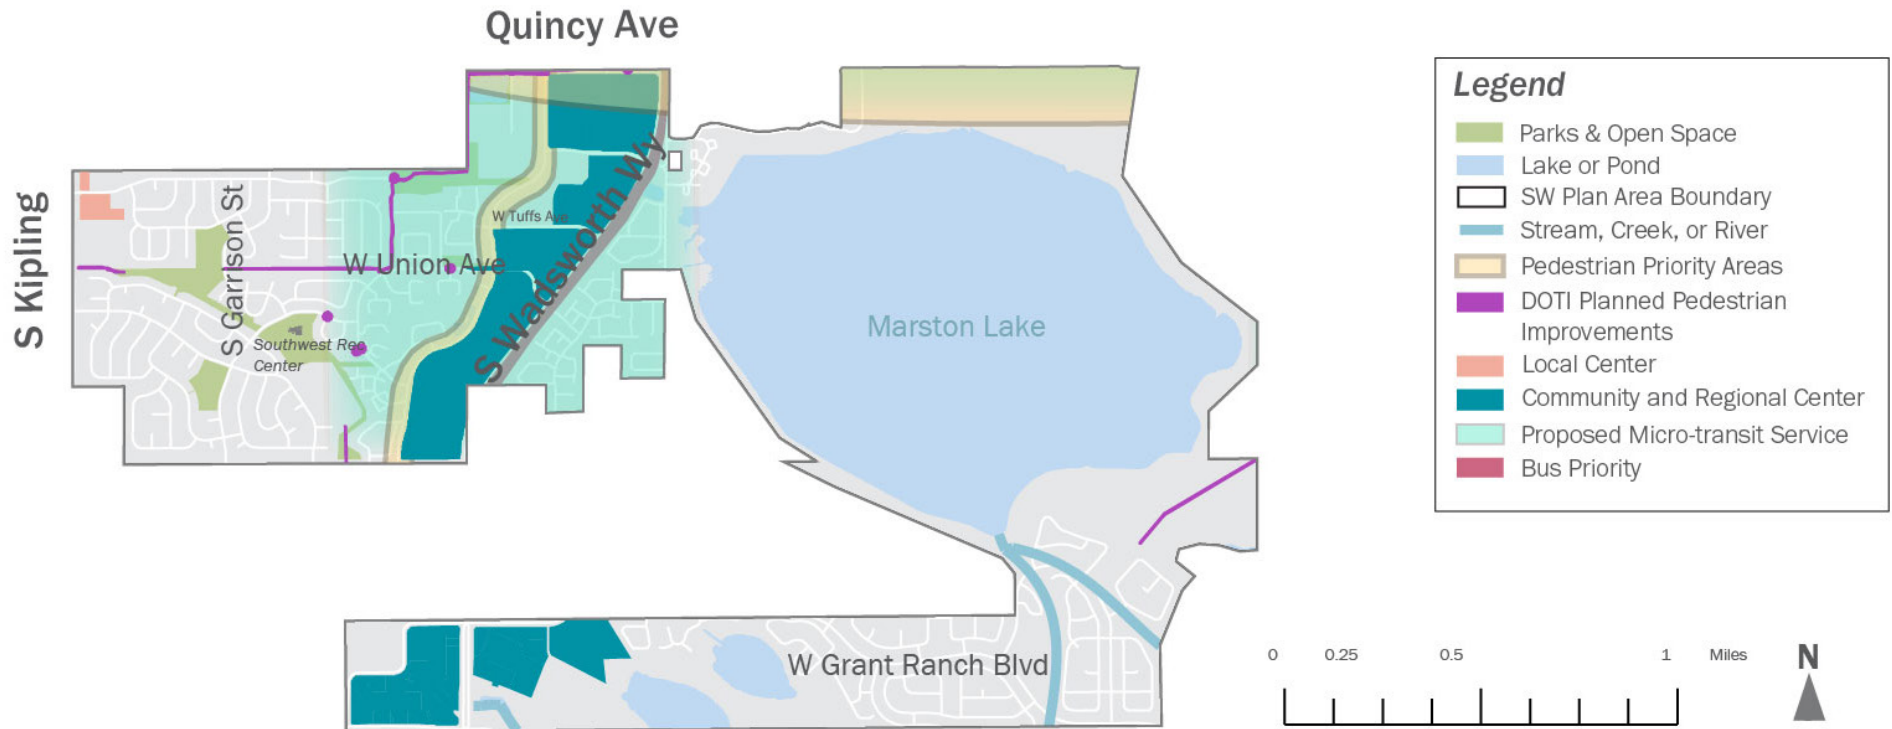 Quincy Ave
S Kipling
S Garrison St
W Tuffs Ave
W Union Ave
S Wadsworth Wy
Southwest Rec
Center
Marston Lake
W Grant Ranch Blvd
Legend
Parks & Open Space
Lake or Pond
SW Plan Area Boundary
Stream, Creek, or River
Pedestrian Priority Areas
DOTI Planned Pedestrian
Improvements
Local Center
Community and Regional Center
Proposed Micro-transit Service
Bus Priority
0 0.25 0.5 1 Miles
N